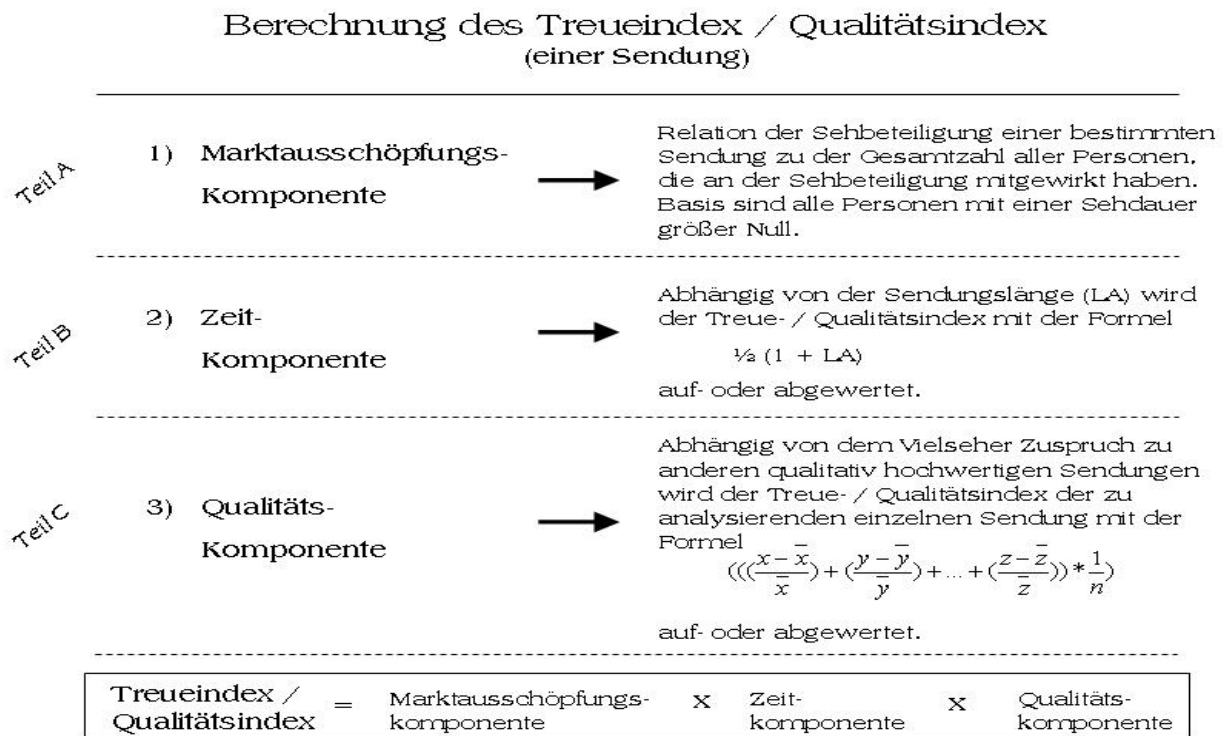 Berechnung des Treueindex / Qualitätsindex
(einer Sendung)
Teil A
1) Marktausschöpfungs-
Komponente
Relation der Sehbeteiligung einer bestimmten
Sendung zu der Gesamtzahl aller Personen,
die an der Sehbeteiligung mitgewirkt haben.
Basis sind alle Personen mit einer Sehdauer
größer Null.
Teil B
2) Zeit-
Komponente
Abhängig von der Sendungslänge (LA) wird
der Treue- / Qualitätsindex mit der Formel
½ (1 + LA)
auf- oder abgewertet.
Teil C
3) Qualitäts-
Komponente
Abhängig von dem Vielseher Zuspruch zu
anderen qualitativ hochwertigen Sendungen
wird der Treue- / Qualitätsindex der zu
analysierenden einzelnen Sendung mit der
Formel
(((x - x̄)/x̄) + ((y - ȳ)/ȳ) + ... + ((z - z̄)/z̄)) * 1/n)
auf- oder abgewertet.
Treueindex /
Qualitätsindex
=
Marktausschöpfungs-
komponente
X
Zeit-
komponente
X
Qualitäts-
komponente